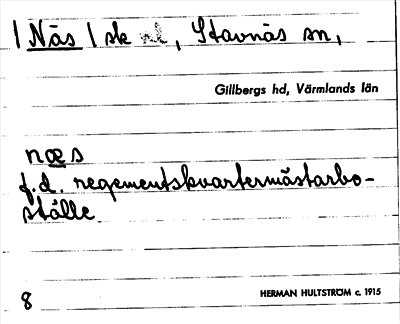 | Näs | sk, Stavnäs sn,
Gillbergs hd, Värmlands län
næs
f.d. regementskvartermästarbo-
ställe
8
HERMAN HULTSTRÖM c. 1915